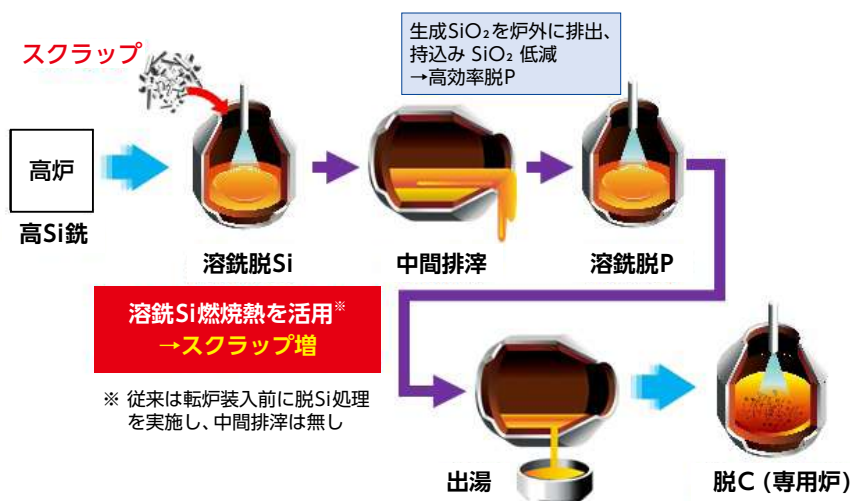 生成SiO₂を炉外に排出、
持込み SiO₂ 低減
→高効率脱P
スクラップ
高炉
高Si銑
溶銑脱Si
中間排滓
溶銑脱P
溶銑Si燃焼熱を活用※
→スクラップ増
※ 従来は転炉装入前に脱Si処理
を実施し、中間排滓は無し
出湯
脱C (専用炉)